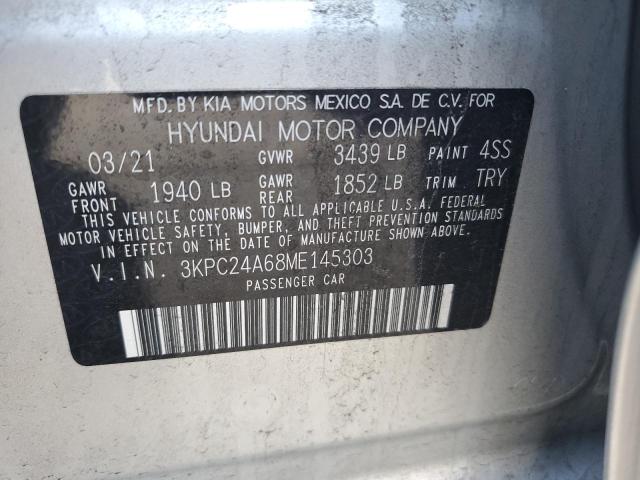 MFD. BY KIA MOTORS MEXICO S.A. DE C.V. FOR
HYUNDAI MOTOR COMPANY
03/21 GVWR 3439 LB PAINT 4SS
GAWR FRONT 1940 LB GAWR REAR 1852 LB TRIM TRY
THIS VEHICLE CONFORMS TO ALL APPLICABLE U.S.A. FEDERAL
MOTOR VEHICLE SAFETY, BUMPER, AND THEFT PREVENTION STANDARDS
IN EFFECT ON THE DATE OF MANUFACTURE SHOWN ABOVE.
V.I.N. 3KPC24A68ME145303
PASSENGER CAR